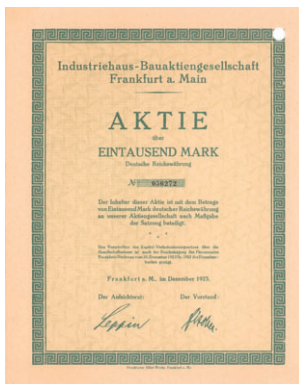 Industriehaus-Bauaktiengesellschaft
Frankfurt a. Main
AKTIE
über
EINTAUSEND MARK
Deutsche Reichswährung
№ 058272
Der Inhaber dieser Aktie ist mit dem Betrage
von Eintausend Mark deutscher Reichswährung
an unserer Aktiengesellschaft nach Maßgabe
der Satzung beteiligt.
Frankfurt a. M., im Dezember 1923.
Der Aufsichtsrat: Der Vorstand: